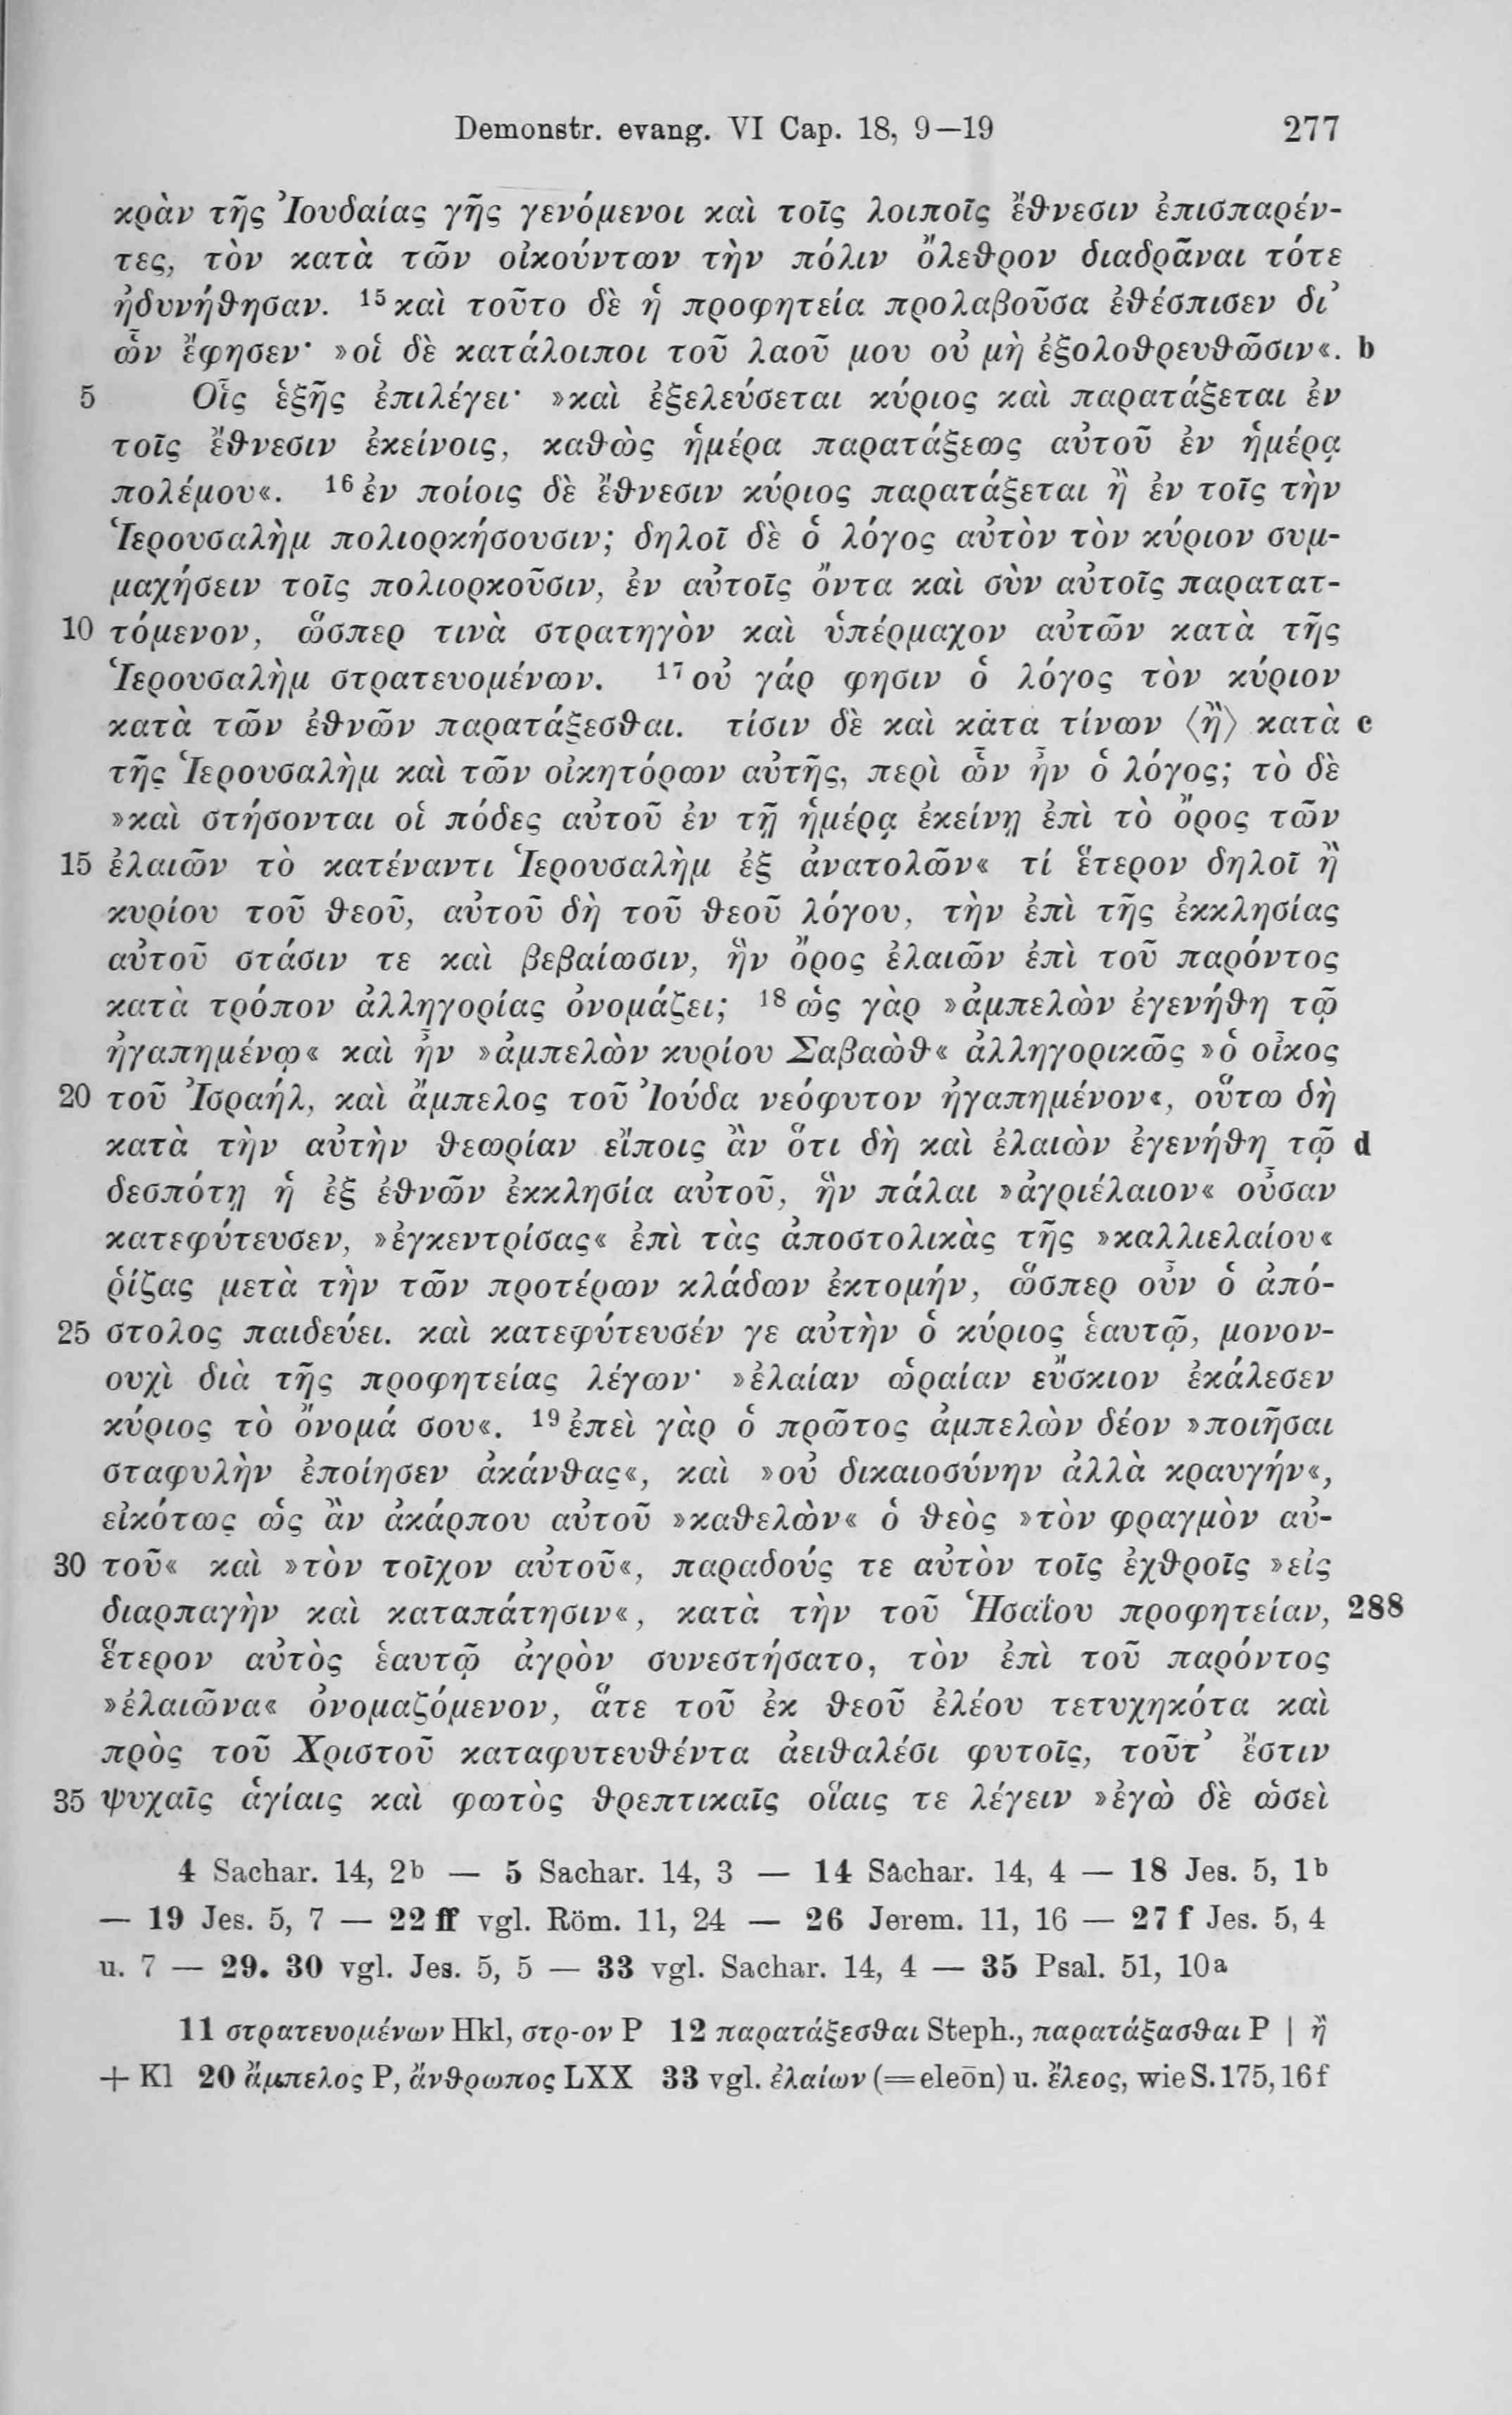 Demonstr. evang. VI Cap. 18, 9—19 277
κρὰν τῆς Ἰουδαίας γῆς γενόμενοι καὶ τοῖς λοιποῖς ἔθνεσιν ἐπισπαρέν-
τες, τὸν κατὰ τῶν οἰκούντων τὴν πόλιν ὄλεθρον διαδρᾶναι τότε
ἠδυνήθησαν. ¹⁵καὶ τοῦτο δὲ ἡ προφητεία προλαβοῦσα ἐθέσπισεν δι᾽
ὧν ἔφησεν· »οἱ δὲ κατάλοιποι τοῦ λαοῦ μου οὐ μὴ ἐξολοθρευθῶσιν«. b
5 Οἷς ἑξῆς ἐπιλέγει· »καὶ ἐξελεύσεται κύριος καὶ παρατάξεται ἐν
τοῖς ἔθνεσιν ἐκείνοις, καθὼς ἡμέρα παρατάξεως αὐτοῦ ἐν ἡμέρᾳ
πολέμου«. ¹⁶ἐν ποίοις δὲ ἔθνεσιν κύριος παρατάξεται ἢ ἐν τοῖς τὴν
Ἱερουσαλὴμ πολιορκήσουσιν; δηλοῖ δὲ ὁ λόγος αὐτὸν τὸν κύριον συμ-
μαχήσειν τοῖς πολιορκοῦσιν, ἐν αὐτοῖς ὄντα καὶ σὺν αὐτοῖς παρατατ-
10 τόμενον, ὥσπερ τινὰ στρατηγὸν καὶ ὑπέρμαχον αὐτῶν κατὰ τῆς
Ἱερουσαλὴμ στρατευομένων. ¹⁷οὐ γάρ φησιν ὁ λόγος τὸν κύριον
κατὰ τῶν ἐθνῶν παρατάξεσθαι. τίσιν δὲ καὶ κατα τίνων ⟨ἢ⟩ κατὰ c
τῆς Ἱερουσαλὴμ καὶ τῶν οἰκητόρων αὐτῆς, περὶ ὧν ἦν ὁ λόγος; τὸ δὲ
»καὶ στήσονται οἱ πόδες αὐτοῦ ἐν τῇ ἡμέρᾳ ἐκείνῃ ἐπὶ τὸ ὄρος τῶν
15 ἐλαιῶν τὸ κατέναντι Ἱερουσαλὴμ ἐξ ἀνατολῶν« τί ἕτερον δηλοῖ ἢ
κυρίου τοῦ θεοῦ, αὐτοῦ δὴ τοῦ θεοῦ λόγου, τὴν ἐπὶ τῆς ἐκκλησίας
αὐτοῦ στάσιν τε καὶ βεβαίωσιν, ἣν ὄρος ἐλαιῶν ἐπὶ τοῦ παρόντος
κατὰ τρόπον ἀλληγορίας ὀνομάζει; ¹⁸ὡς γὰρ »ἀμπελὼν ἐγενήθη τῷ
ἠγαπημένῳ« καὶ ἦν »ἀμπελὼν κυρίου Σαβαὼθ« ἀλληγορικῶς »ὁ οἶκος
20 τοῦ Ἰσραήλ, καὶ ἄμπελος τοῦ Ἰούδα νεόφυτον ἠγαπημένον«, οὕτω δὴ
κατὰ τὴν αὐτὴν θεωρίαν εἴποις ἂν ὅτι δὴ καὶ ἐλαιὼν ἐγενήθη τῷ d
δεσπότῃ ἡ ἐξ ἐθνῶν ἐκκλησία αὐτοῦ, ἣν πάλαι »ἀγριέλαιον« οὖσαν
κατεφύτευσεν, »ἐγκεντρίσας« ἐπὶ τὰς ἀποστολικὰς τῆς »καλλιελαίου«
ῥίζας μετὰ τὴν τῶν προτέρων κλάδων ἐκτομήν, ὥσπερ οὖν ὁ ἀπό-
25 στολος παιδεύει. καὶ κατεφύτευσέν γε αὐτὴν ὁ κύριος ἑαυτῷ, μονον-
ουχὶ διὰ τῆς προφητείας λέγων· »ἐλαίαν ὡραίαν εὔσκιον ἐκάλεσεν
κύριος τὸ ὄνομά σου«. ¹⁹ἐπεὶ γὰρ ὁ πρῶτος ἀμπελὼν δέον »ποιῆσαι
σταφυλὴν ἐποίησεν ἀκάνθας«, καὶ »οὐ δικαιοσύνην ἀλλὰ κραυγήν«,
εἰκότως ὡς ἂν ἀκάρπου αὐτοῦ »καθελὼν« ὁ θεὸς »τὸν φραγμὸν αὐ-
30 τοῦ« καὶ »τὸν τοῖχον αὐτοῦ«, παραδούς τε αὐτὸν τοῖς ἐχθροῖς »εἰς
διαρπαγὴν καὶ καταπάτησιν«, κατὰ τὴν τοῦ Ἡσαΐου προφητείαν, 288
ἕτερον αὐτὸς ἑαυτῷ ἀγρὸν συνεστήσατο, τὸν ἐπὶ τοῦ παρόντος
»ἐλαιῶνα« ὀνομαζόμενον, ἅτε τοῦ ἐκ θεοῦ ἐλέου τετυχηκότα καὶ
πρὸς τοῦ Χριστοῦ καταφυτευθέντα ἀειθαλέσι φυτοῖς, τοῦτ᾽ ἔστιν
35 ψυχαῖς ἁγίαις καὶ φωτὸς θρεπτικαῖς οἵαις τε λέγειν »ἐγὼ δὲ ὡσεὶ
4 Sachar. 14, 2b — 5 Sachar. 14, 3 — 14 Sachar. 14, 4 — 18 Jes. 5, 1b
— 19 Jes. 5, 7 — 22 ff vgl. Röm. 11, 24 — 26 Jerem. 11, 16 — 27 f Jes. 5, 4
u. 7 — 29. 30 vgl. Jes. 5, 5 — 33 vgl. Sachar. 14, 4 — 35 Psal. 51, 10a
11 στρατευομένων Hkl, στρ-ον P 12 παρατάξεσθαι Steph., παρατάξασθαι P | ἢ
+ Kl 20 ἄμπελος P, ἄνθρωπος LXX 33 vgl. ἐλαίων (=eleōn) u. ἔλεος, wie S. 175, 16 f